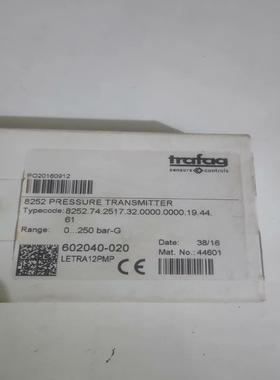 trafag
sensors controls
PO20160912
8252 PRESSURE TRANSMITTER
Typecode: 8252.74.2517.32.0000.0000.19.44.
61
Range: 0...250 bar-G
602040-020
LETRA12PMP
Date: 38/16
Mat. No.: 44601